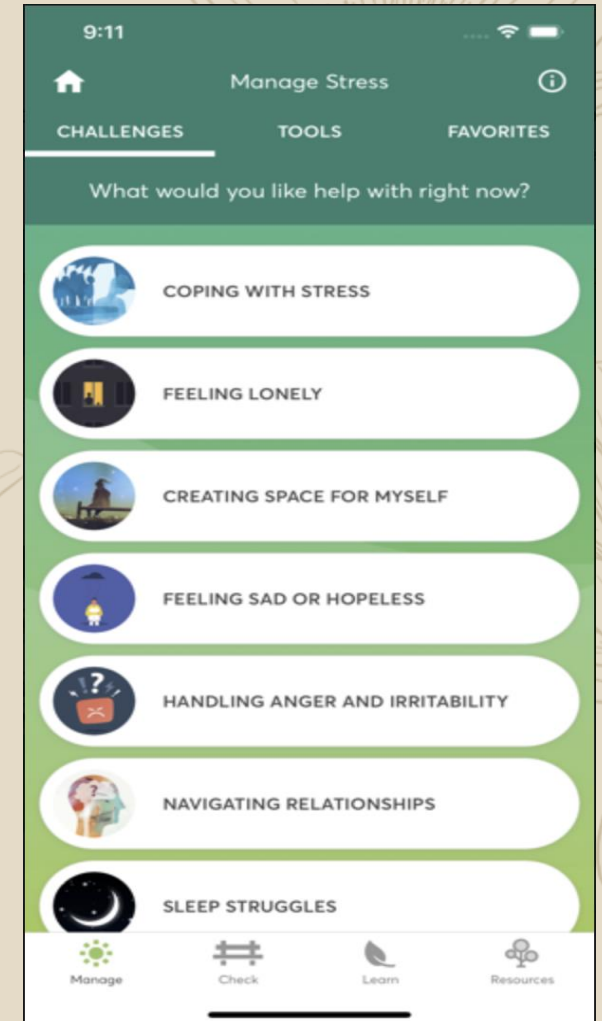 9:11
Manage Stress
CHALLENGES TOOLS FAVORITES
What would you like help with right now?
COPING WITH STRESS
FEELING LONELY
CREATING SPACE FOR MYSELF
FEELING SAD OR HOPELESS
!?
HANDLING ANGER AND IRRITABILITY
?
NAVIGATING RELATIONSHIPS
SLEEP STRUGGLES
Manage Check Learn Resources